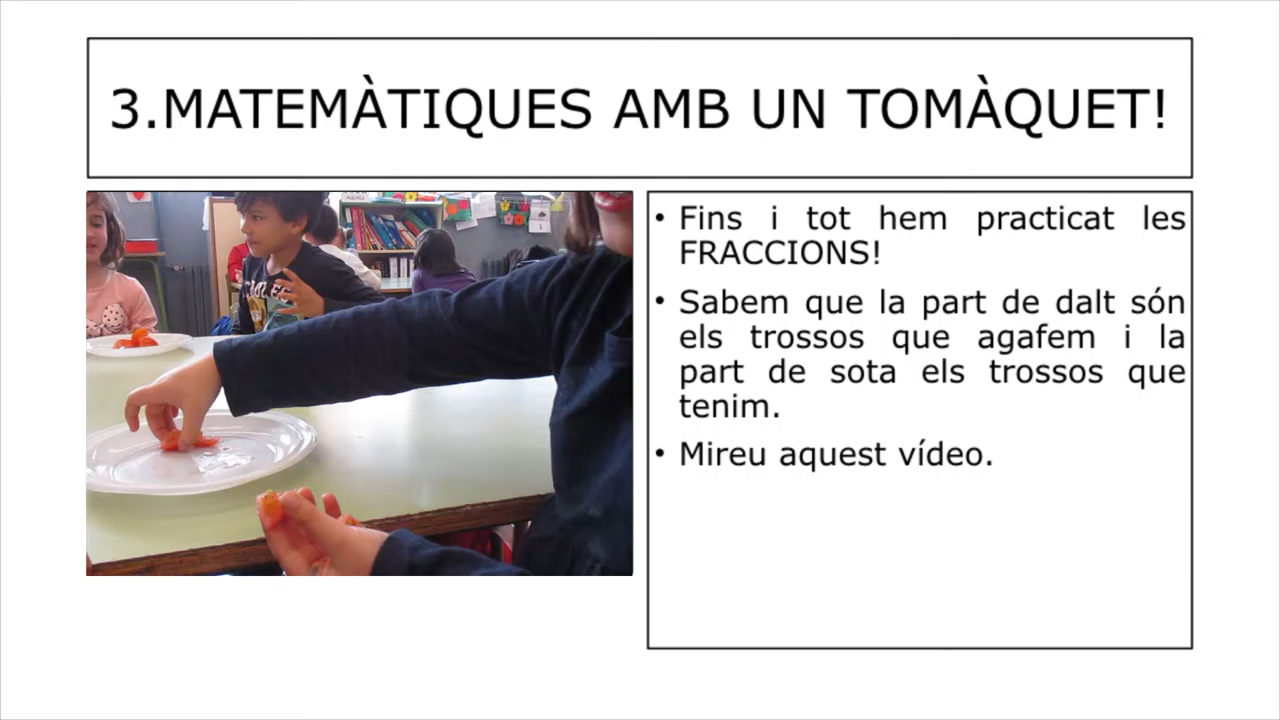 3.MATEMÀTIQUES AMB UN TOMÀQUET!
• Fins i tot hem practicat les
FRACCIONS!
• Sabem que la part de dalt són
els trossos que agafem i la
part de sota els trossos que
tenim.
• Mireu aquest vídeo.